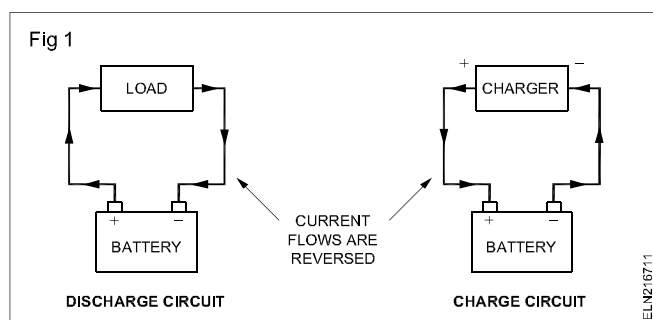 Fig 1
LOAD
+ −
BATTERY
DISCHARGE CIRCUIT
CURRENT
FLOWS ARE
REVERSED
+ −
CHARGER
+ −
BATTERY
CHARGE CIRCUIT
ELN216711